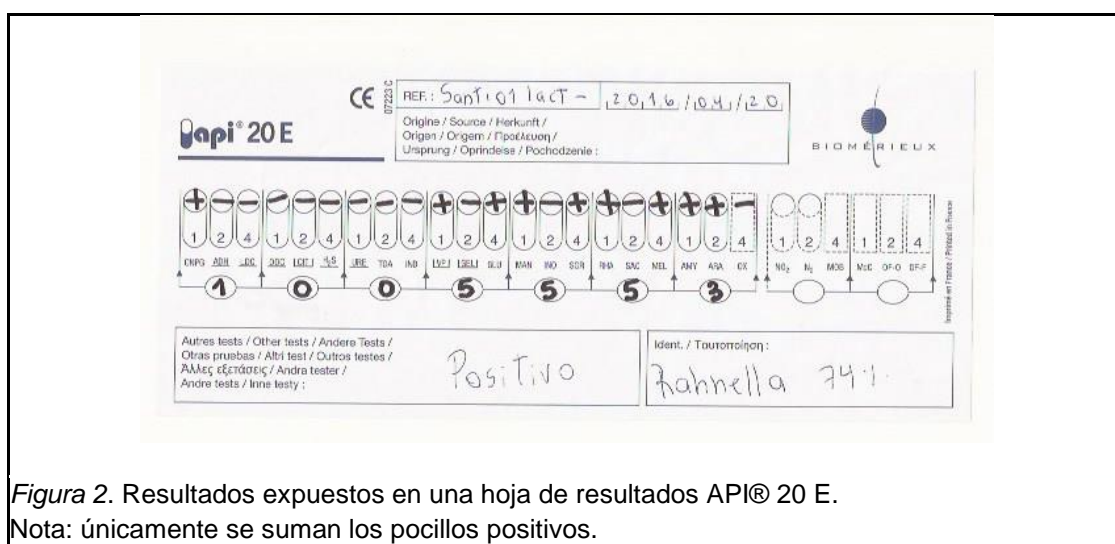 CE
07223 C
REF.: Santi01 lact - 2016/04/20
api® 20 E
Origine / Source / Herkunft /
Origen / Origem / Προέλευση /
Ursprung / Oprindelse / Pochodzenie :
BIOMÉRIEUX
+ - - - - - - - - + - + + - + + - + + + -
1 2 4 1 2 4 1 2 4 1 2 4 1 2 4 1 2 4 1 2 4 1 2 4 1 2 4
ONPG ADH LDC ODC |CIT| H₂S URE TDA IND |VP| |GEL| GLU MAN INO SOR RHA SAC MEL AMY ARA OX NO₂ N₂ MOB McC OF-O OF-F
1 0 0 5 5 5 3
Imprimé en France / Printed in France
Autres tests / Other tests / Andere Tests /
Otras pruebas / Altri test / Outros testes /
Άλλες εξετάσεις / Andra tester /
Andre tests / Inne testy :
Positivo
Ident. / Ταυτοποίηση :
Rahnella 74%
Figura 2. Resultados expuestos en una hoja de resultados API® 20 E.
Nota: únicamente se suman los pocillos positivos.